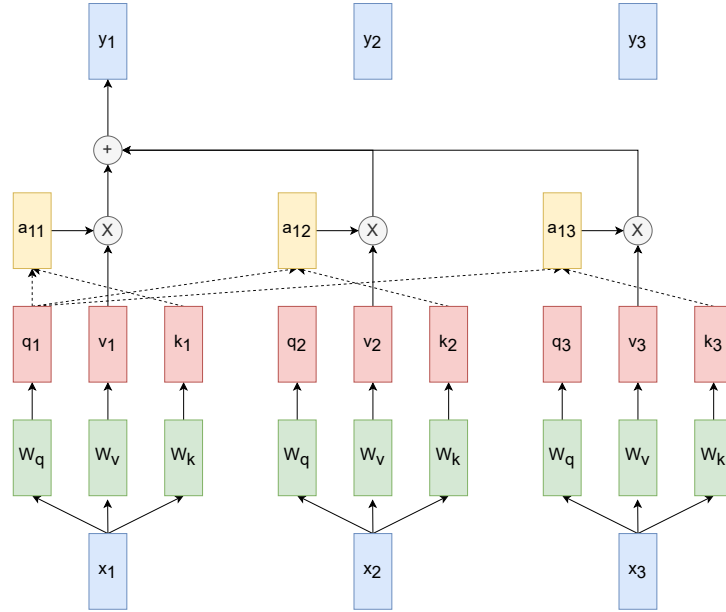 y1 y2 y3
+
a11 X a12 X a13 X
q1 v1 k1 q2 v2 k2 q3 v3 k3
Wq Wv Wk Wq Wv Wk Wq Wv Wk
x1 x2 x3